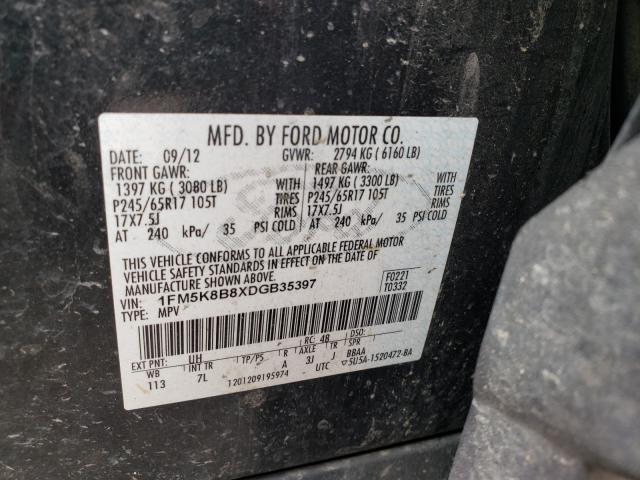 MFD. BY FORD MOTOR CO.
DATE: 09/12 GVWR: 2794 KG (6160 LB)
FRONT GAWR: REAR GAWR:
1397 KG (3080 LB) WITH 1497 KG (3300 LB) WITH
P245/65R17 105T TIRES P245/65R17 105T TIRES
17X7.5J RIMS 17X7.5J RIMS
AT 240 kPa/ 35 PSI COLD AT 240 kPa/ 35 PSI COLD
THIS VEHICLE CONFORMS TO ALL APPLICABLE FEDERAL MOTOR
VEHICLE SAFETY STANDARDS IN EFFECT ON THE DATE OF
MANUFACTURE SHOWN ABOVE.
VIN: 1FM5K8B8XDGB35397 F0221
TYPE: MPV T0332
EXT PNT: UH RC: 48 DSO:
WB INT TR TP/PS R AXLE TR SPR
113 7L A 3J J BBAA
1201209195974 UTC ▽5U5A-1520472-BA